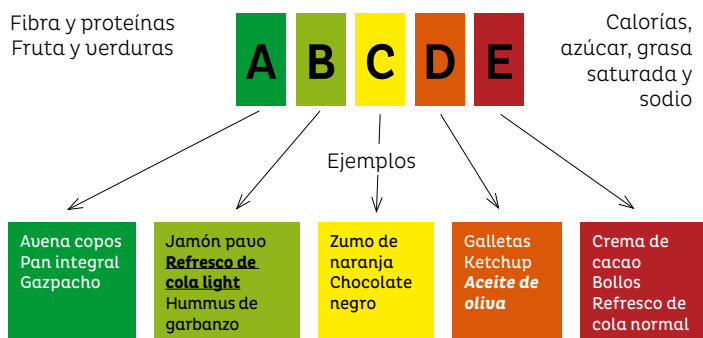 Fibra y proteínas
Fruta y verduras
A B C D E
Calorías,
azúcar, grasa
saturada y
sodio
Ejemplos
Avena copos
Pan integral
Gazpacho
Jamón pavo
Refresco de
cola light
Hummus de
garbanzo
Zumo de
naranja
Chocolate
negro
Galletas
Ketchup
Aceite de
oliva
Crema de
cacao
Bollos
Refresco de
cola normal